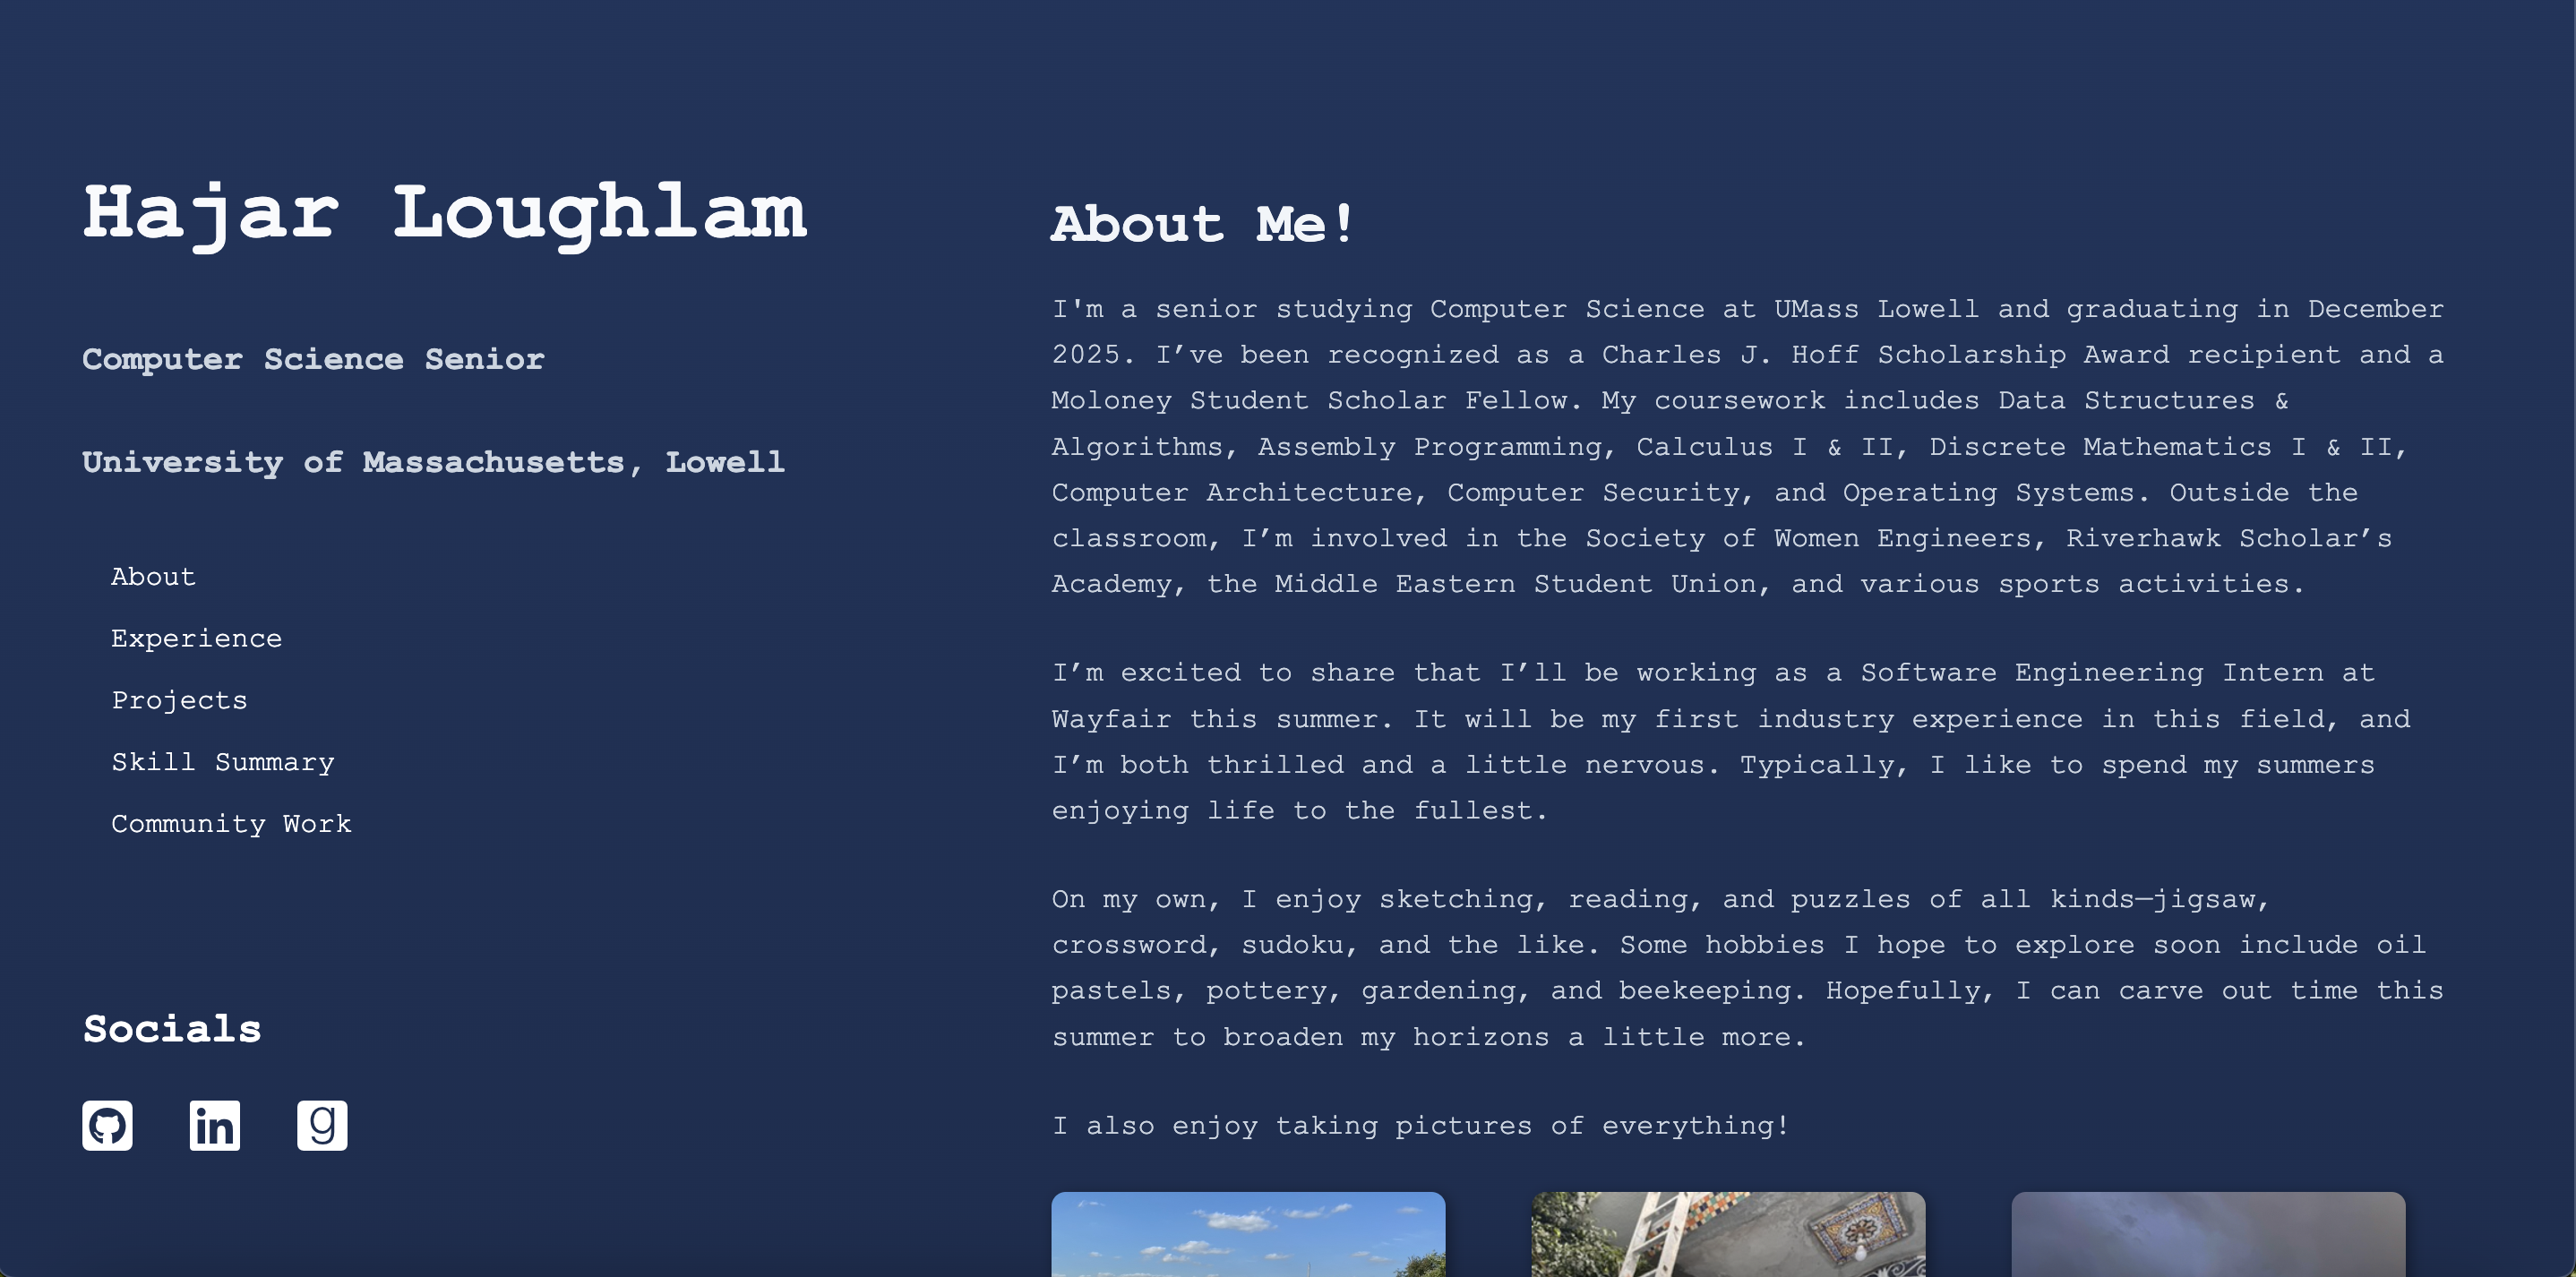 Hajar Loughlam
Computer Science Senior
University of Massachusetts, Lowell
About
Experience
Projects
Skill Summary
Community Work
Socials
in
g
About Me!
I'm a senior studying Computer Science at UMass Lowell and graduating in December
2025. I’ve been recognized as a Charles J. Hoff Scholarship Award recipient and a
Moloney Student Scholar Fellow. My coursework includes Data Structures &
Algorithms, Assembly Programming, Calculus I & II, Discrete Mathematics I & II,
Computer Architecture, Computer Security, and Operating Systems. Outside the
classroom, I’m involved in the Society of Women Engineers, Riverhawk Scholar’s
Academy, the Middle Eastern Student Union, and various sports activities.
I’m excited to share that I’ll be working as a Software Engineering Intern at
Wayfair this summer. It will be my first industry experience in this field, and
I’m both thrilled and a little nervous. Typically, I like to spend my summers
enjoying life to the fullest.
On my own, I enjoy sketching, reading, and puzzles of all kinds—jigsaw,
crossword, sudoku, and the like. Some hobbies I hope to explore soon include oil
pastels, pottery, gardening, and beekeeping. Hopefully, I can carve out time this
summer to broaden my horizons a little more.
I also enjoy taking pictures of everything!